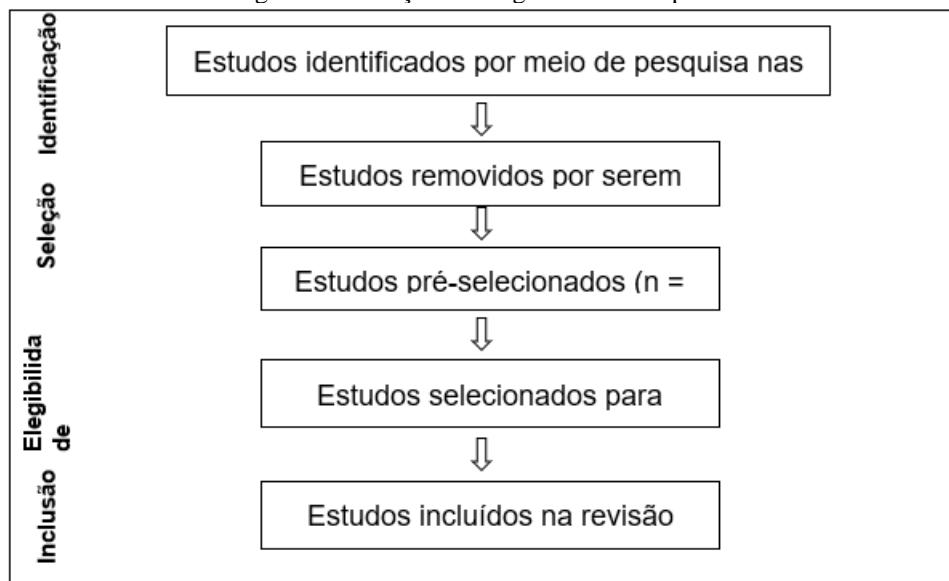 Identificação
Estudos identificados por meio de pesquisa nas
Seleção
Estudos removidos por serem
Estudos pré-selecionados (n =
Elegibilida
de
Estudos selecionados para
Inclusão
Estudos incluídos na revisão